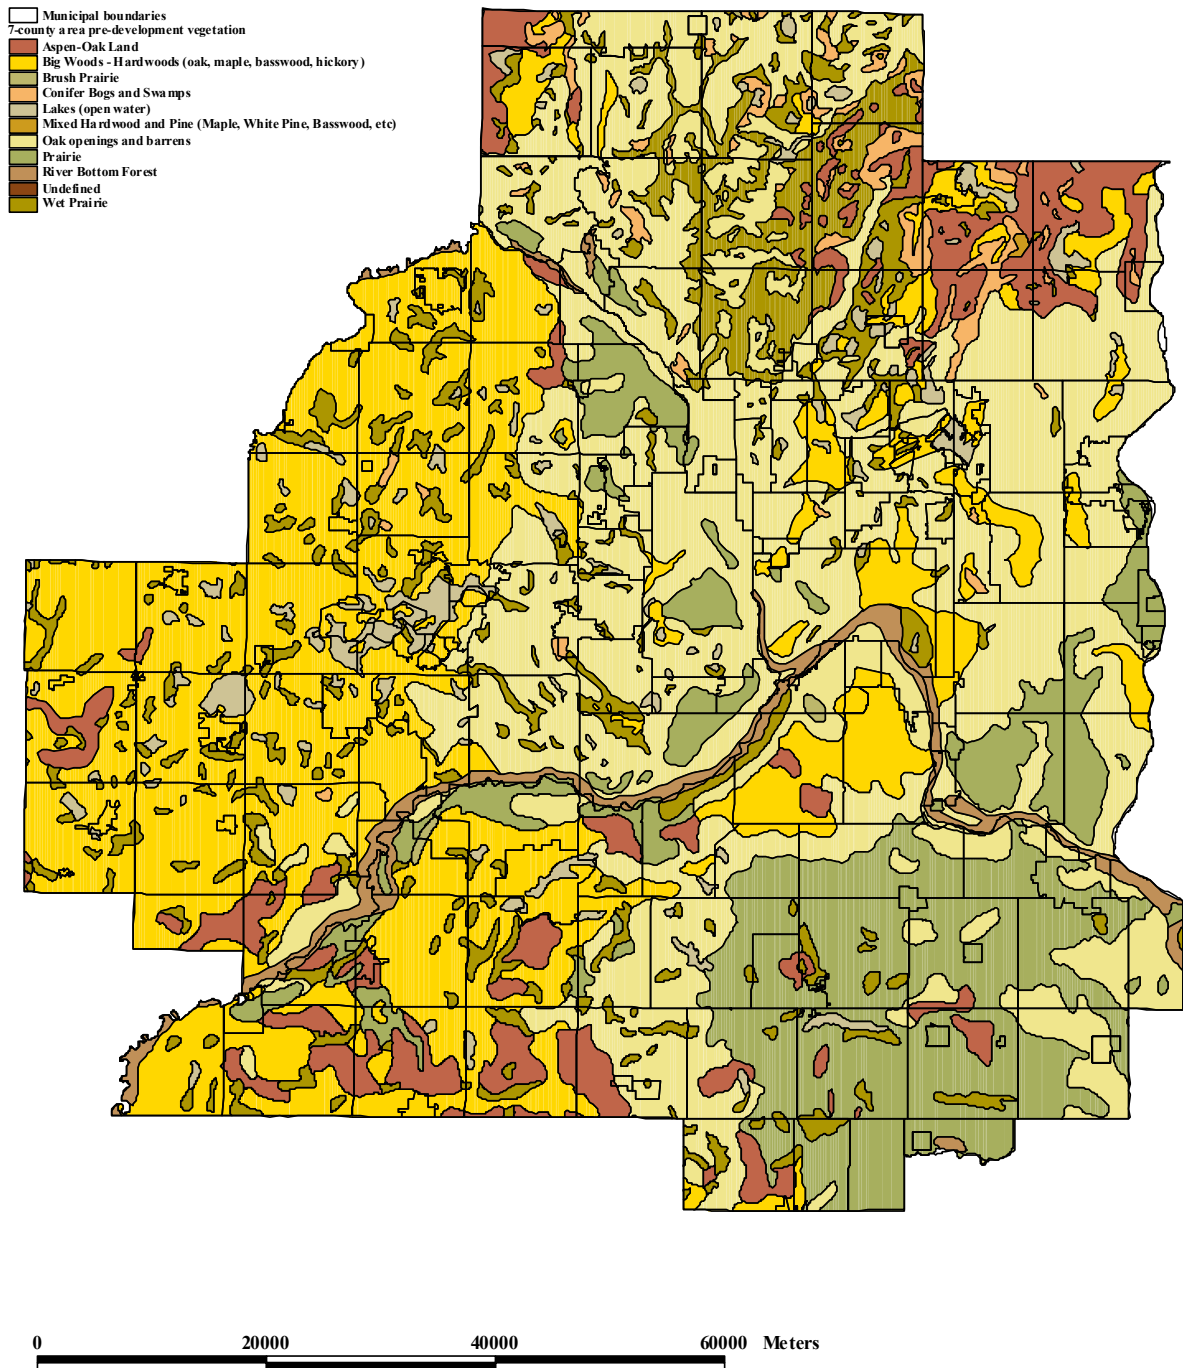 Municipal boundaries
7-county area pre-development vegetation
Aspen-Oak Land
Big Woods - Hardwoods (oak, maple, basswood, hickory)
Brush Prairie
Conifer Bogs and Swamps
Lakes (open water)
Mixed Hardwood and Pine (Maple, White Pine, Basswood, etc)
Oak openings and barrens
Prairie
River Bottom Forest
Undefined
Wet Prairie
0 20000 40000 60000 Meters